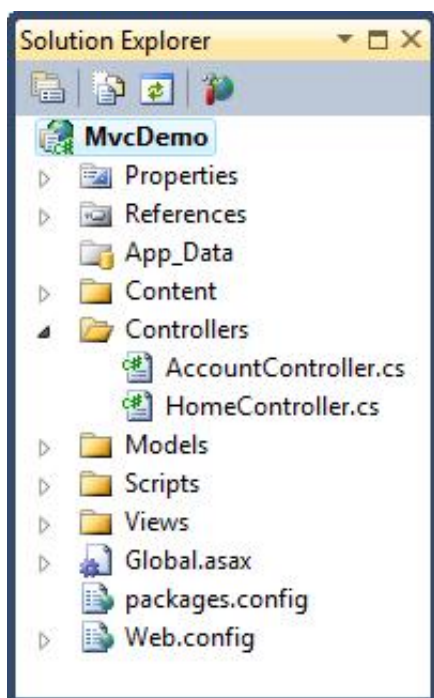 Solution Explorer
MvcDemo
Properties
References
App_Data
Content
Controllers
AccountController.cs
HomeController.cs
Models
Scripts
Views
Global.asax
packages.config
Web.config